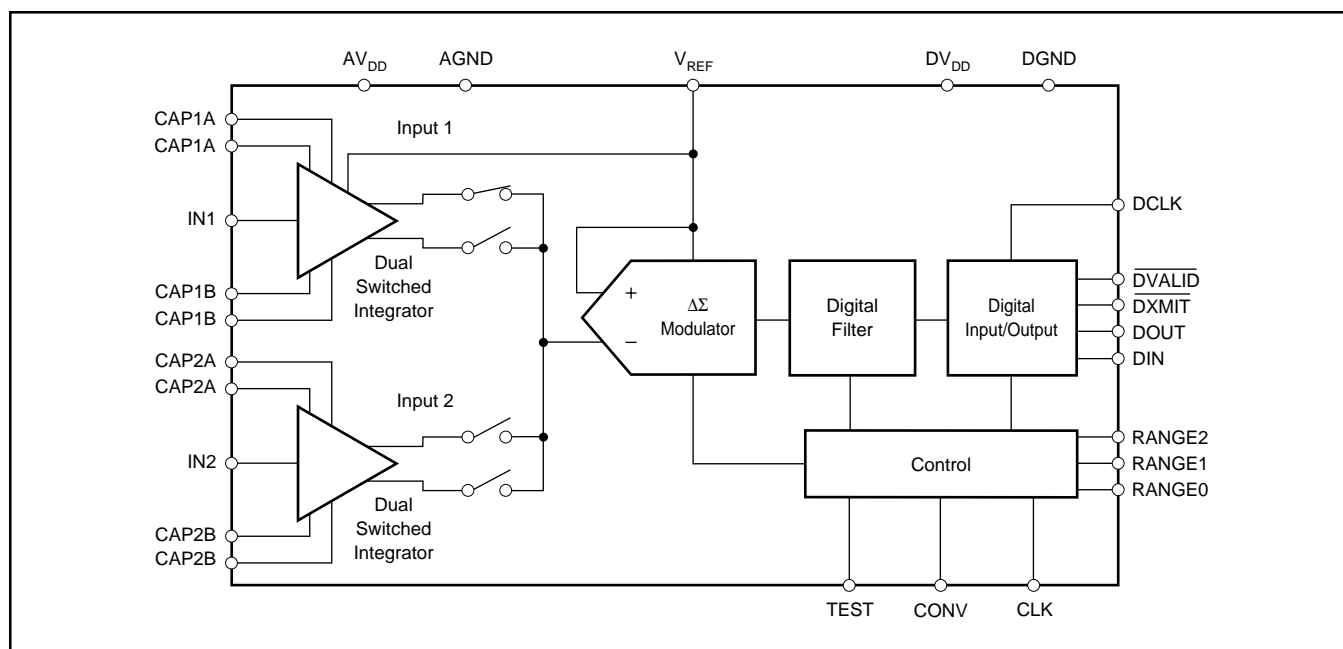 AVDD
AGND
VREF
DVDD
DGND
CAP1A
CAP1A
IN1
CAP1B
CAP1B
Input 1
Dual
Switched
Integrator
CAP2A
CAP2A
IN2
CAP2B
CAP2B
Input 2
Dual
Switched
Integrator
+
−
ΔΣ
Modulator
Digital
Filter
Digital
Input/Output
Control
DCLK
DVALID
DXMIT
DOUT
DIN
RANGE2
RANGE1
RANGE0
TEST
CONV
CLK